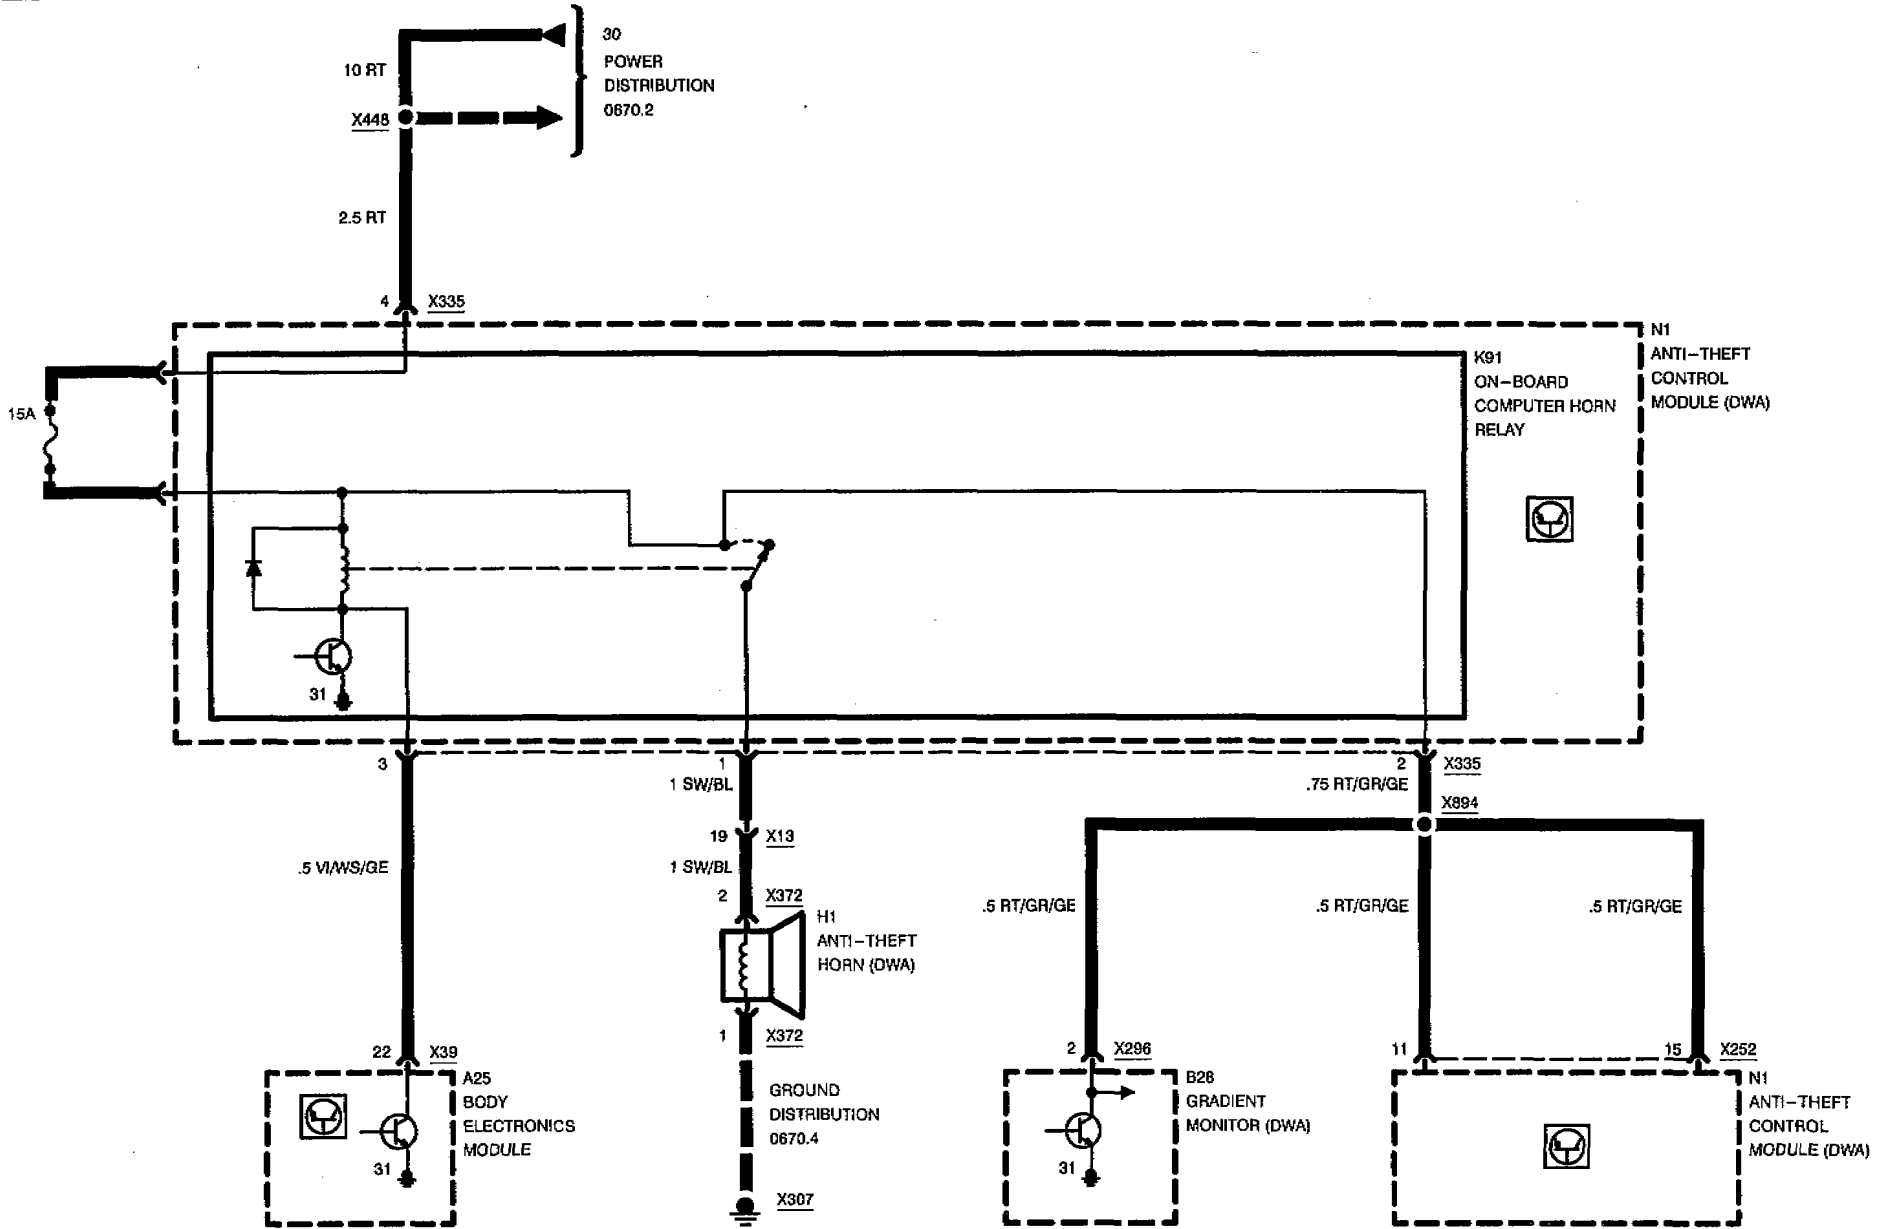 30
POWER
DISTRIBUTION
0670.2
10 RT
X448
2.5 RT
4 X335
N1
ANTI-THEFT
CONTROL
MODULE (DWA)
K91
ON-BOARD
COMPUTER HORN
RELAY
15A
31
3
1
2 X335
1 SW/BL
.75 RT/GR/GE
X894
19 X13
.5 VI/WS/GE
1 SW/BL
2 X372
.5 RT/GR/GE
.5 RT/GR/GE
.5 RT/GR/GE
H1
ANTI-THEFT
HORN (DWA)
1 X372
22 X39
2 X296
11
15 X252
A25
BODY
ELECTRONICS
MODULE
31
GROUND
DISTRIBUTION
0670.4
X307
B28
GRADIENT
MONITOR (DWA)
31
N1
ANTI-THEFT
CONTROL
MODULE (DWA)